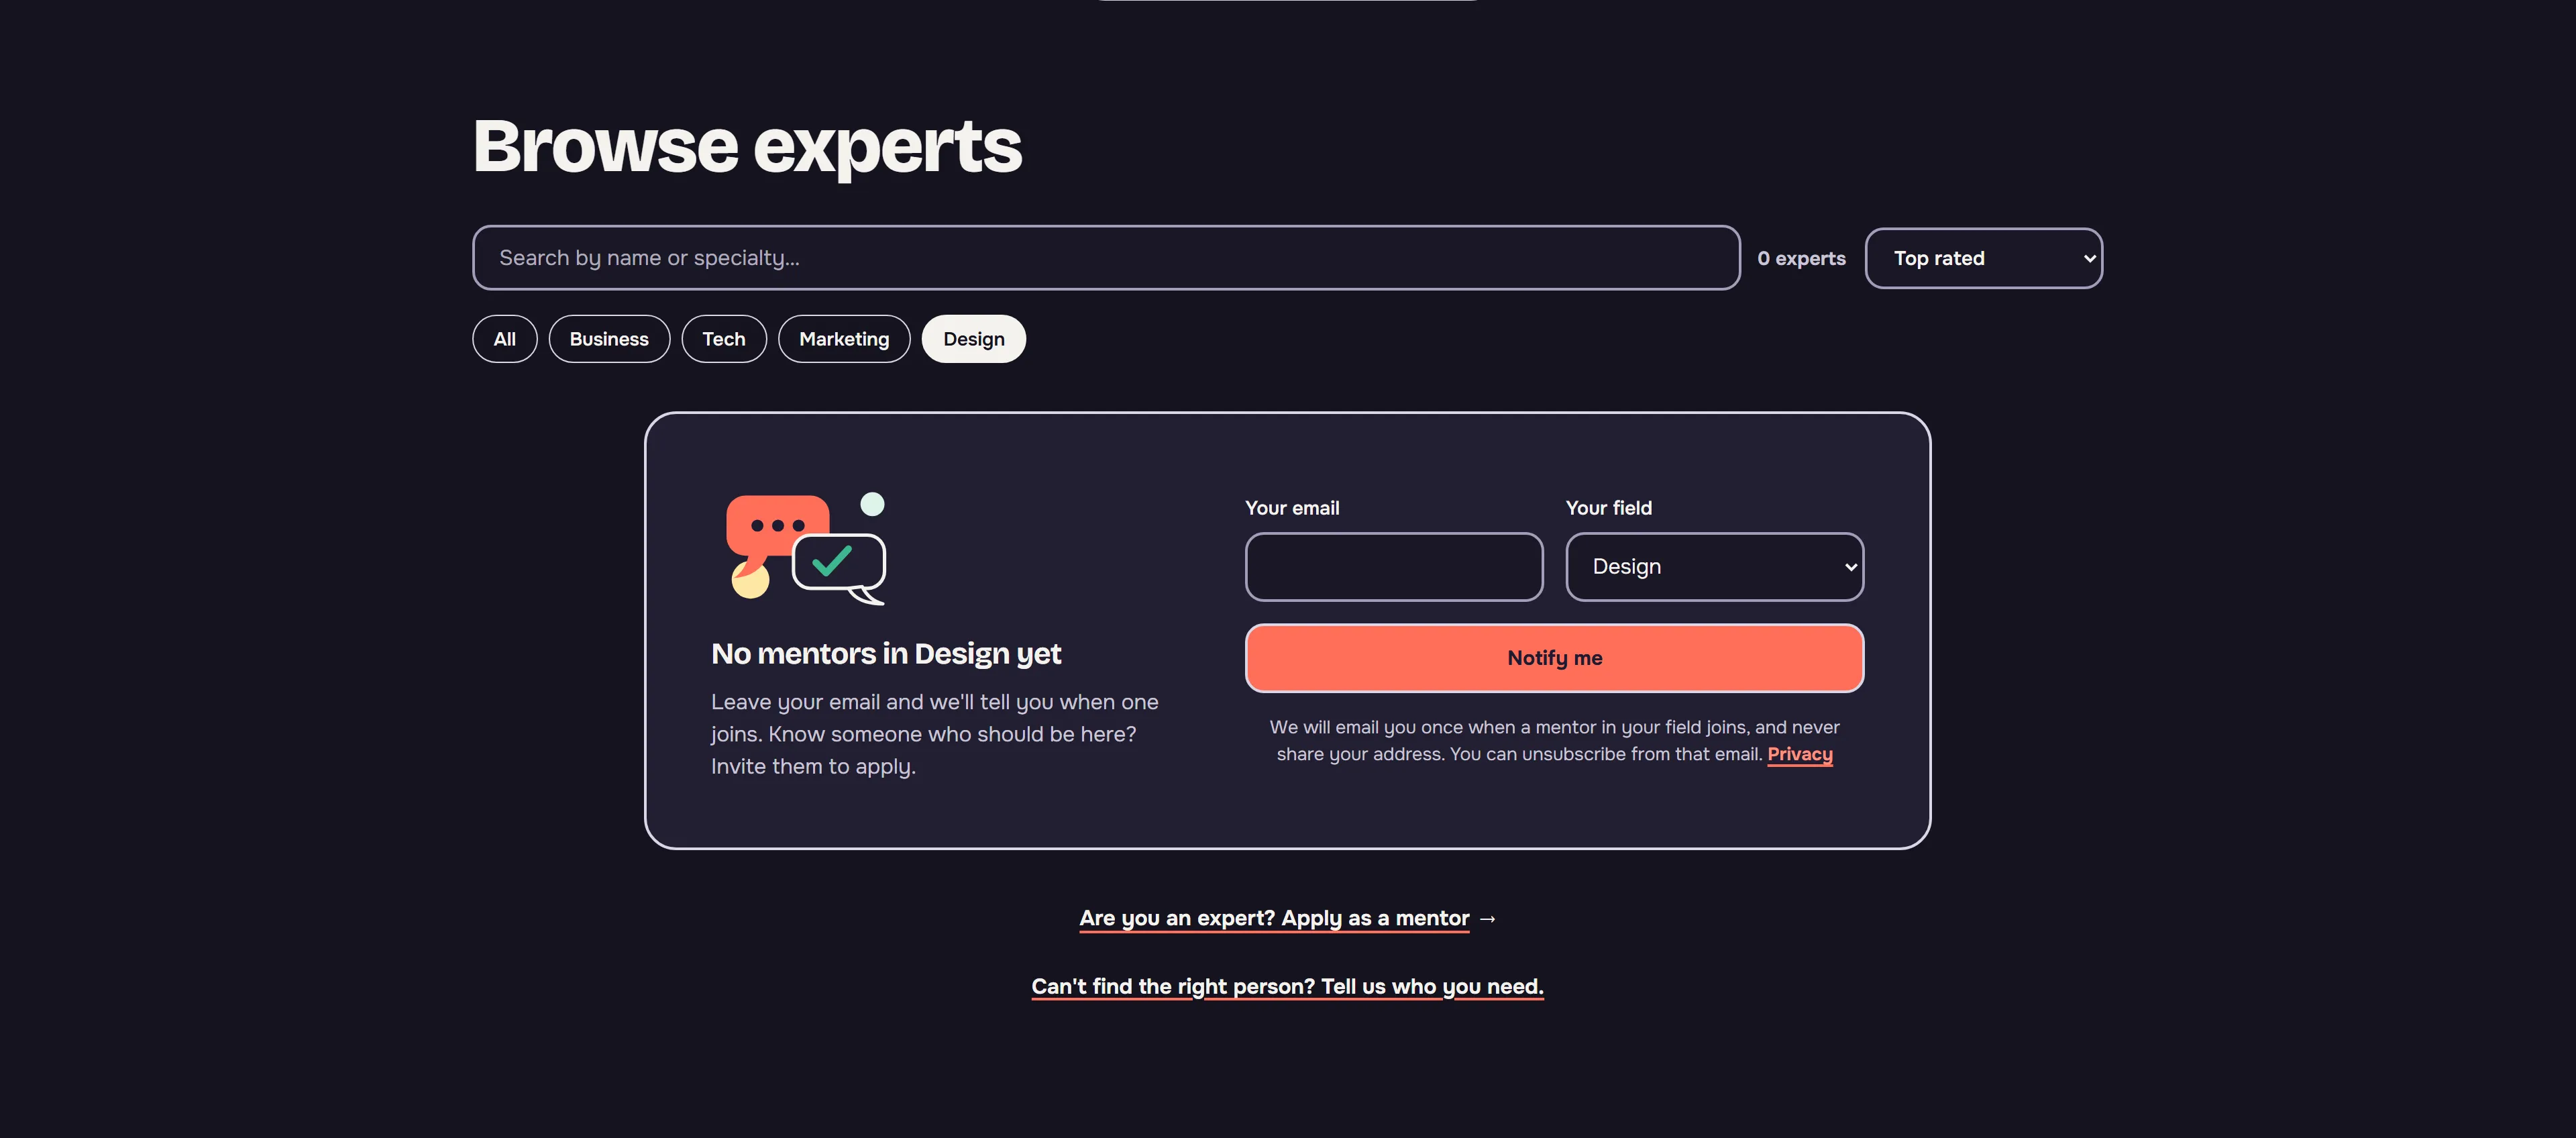 Browse experts
Search by name or specialty...
0 experts
Top rated
All
Business
Tech
Marketing
Design
No mentors in Design yet
Leave your email and we'll tell you when one
joins. Know someone who should be here?
Invite them to apply.
Your email
Your field
Design
Notify me
We will email you once when a mentor in your field joins, and never
share your address. You can unsubscribe from that email. Privacy
Are you an expert? Apply as a mentor →
Can't find the right person? Tell us who you need.